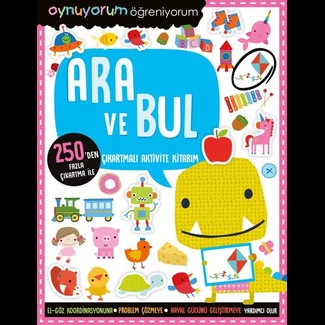 oynuyorum öğreniyorum
ARA
VE BUL
ÇIKARTMALI AKTİVİTE KİTABIM
250'DEN
FAZLA
ÇIKARTMA İLE
EL-GÖZ KOORDİNASYONUNA • PROBLEM ÇÖZMEYE • HAYAL GÜCÜNÜ GELİŞTİRMEYE YARDIMCI OLUR